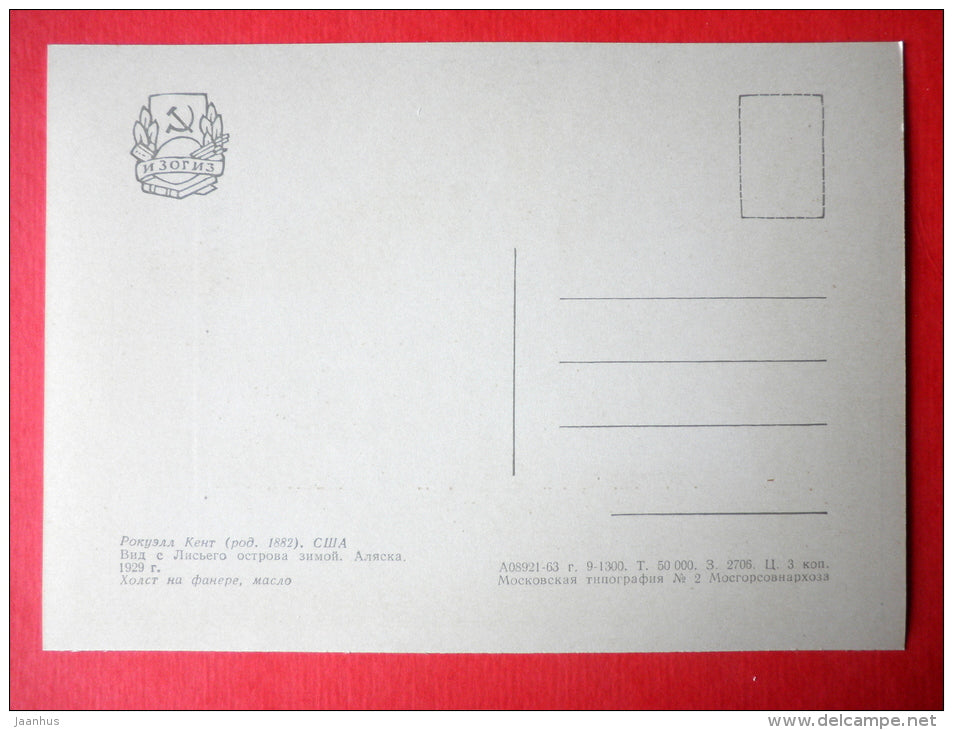 ИЗОГИЗ
Рокуэлл Кент (род. 1882). США
Вид с Лисьего острова зимой. Аляска.
1929 г.
Холст на фанере, масло
А08921-63 г. 9-1300. Т. 50 000. З. 2706. Ц. 3 коп.
Московская типография № 2 Мосгорсовнархоза
jaanhus
www.delcampe.net